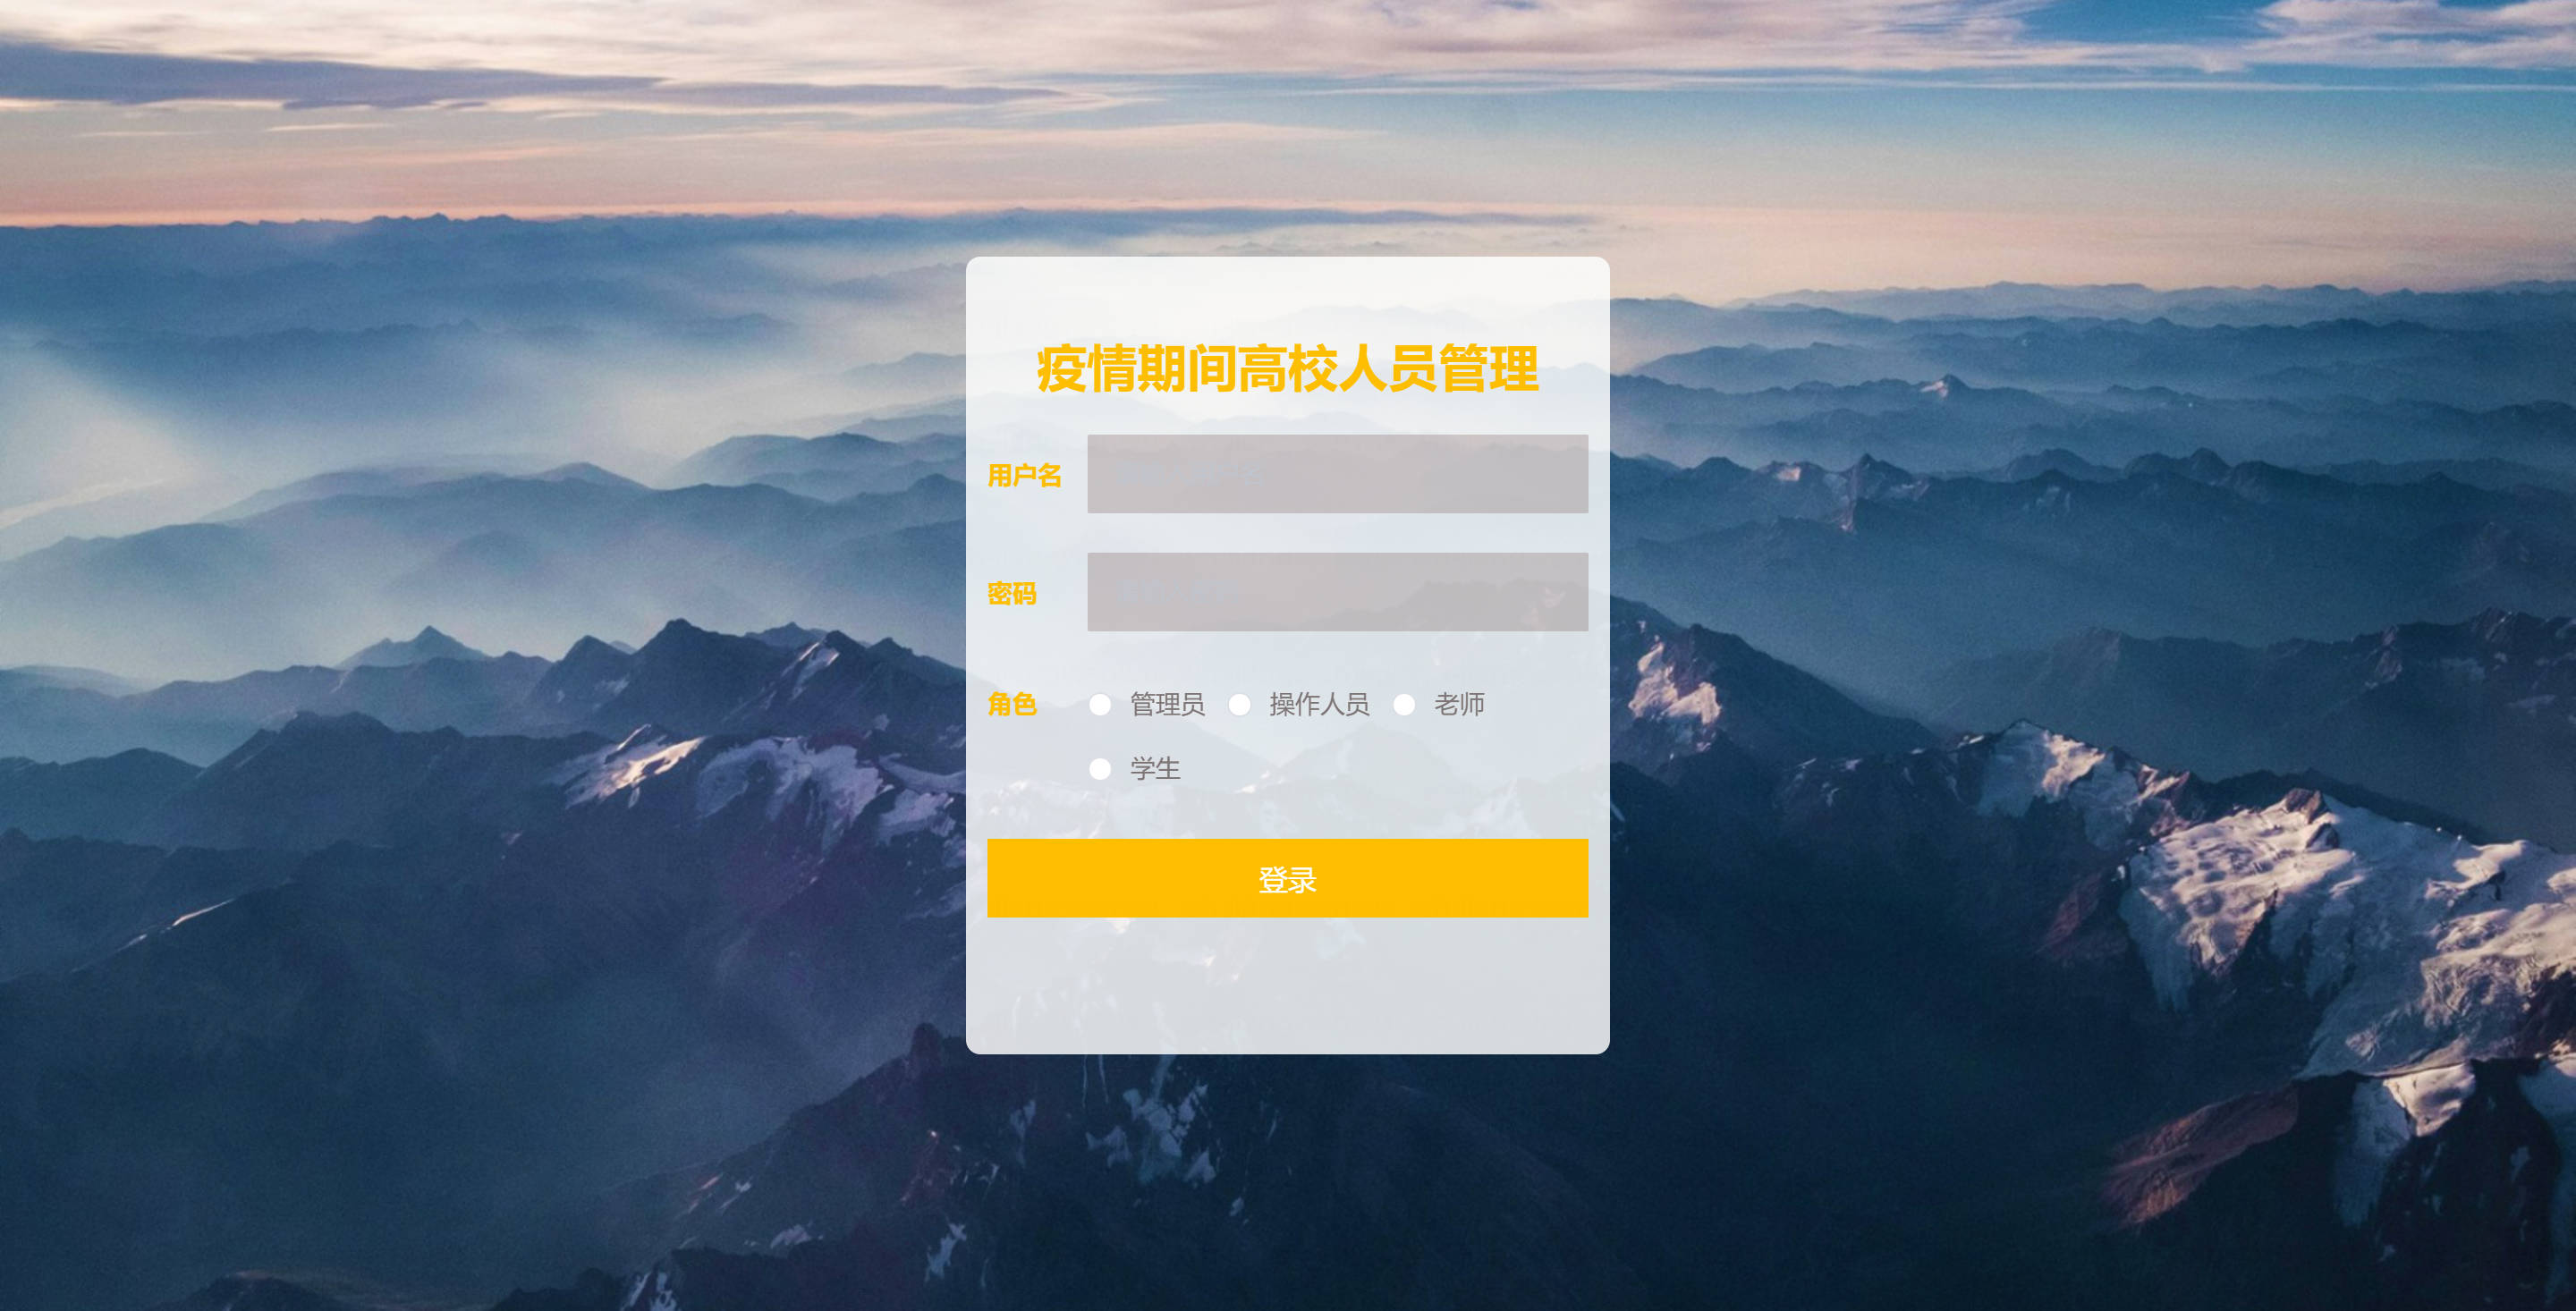 疫情期间高校人员管理
用户名
密码
角色 管理员 操作人员 老师
学生
登录